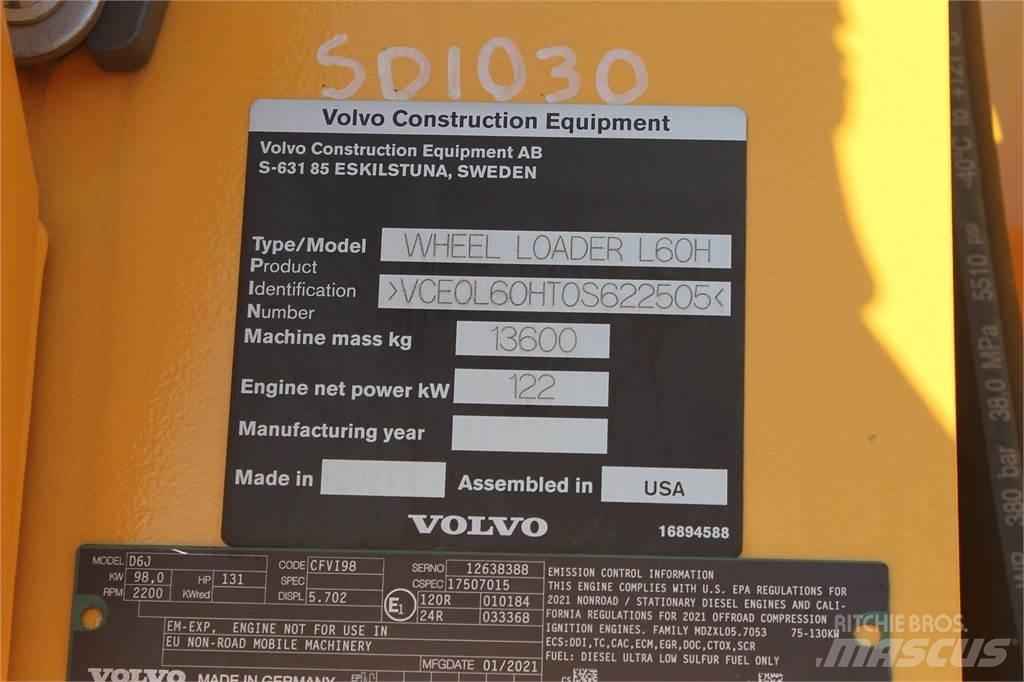 SD1030
Volvo Construction Equipment
Volvo Construction Equipment AB
S-631 85 ESKILSTUNA, SWEDEN
Type/Model WHEEL LOADER L60H
Product
Identification >VCE0L60HT0S622505<
Number
Machine mass kg 13600
Engine net power kW 122
Manufacturing year
Made in Assembled in USA
VOLVO 16894588
MODEL D6J CODE CFVI98 SERNO 12638388
KW 98,0 HP 131 SPEC CSPEC 17507015
RPM 2200 KWred DISPL 5.702 E1 120R 010184
24R 033368
EM-EXP, ENGINE NOT FOR USE IN
EU NON-ROAD MOBILE MACHINERY
MFGDATE 01/2021
VOLVO MADE IN GERMANY
EMISSION CONTROL INFORMATION
THIS ENGINE COMPLIES WITH U.S. EPA REGULATIONS FOR
2021 NONROAD / STATIONARY DIESEL ENGINES AND CALI-
FORNIA REGULATIONS FOR 2021 OFFROAD COMPRESSION
IGNITION ENGINES. FAMILY MDZXL05.7053 75-130KW
ECS:DDI,TC,CAC,ECM,EGR,DOC,CTOX,SCR
FUEL: DIESEL ULTRA LOW SULFUR FUEL ONLY
380 bar 38.0 MPa 5510 psi -40°C to +121°C
RITCHIE BROS.
MASCUS